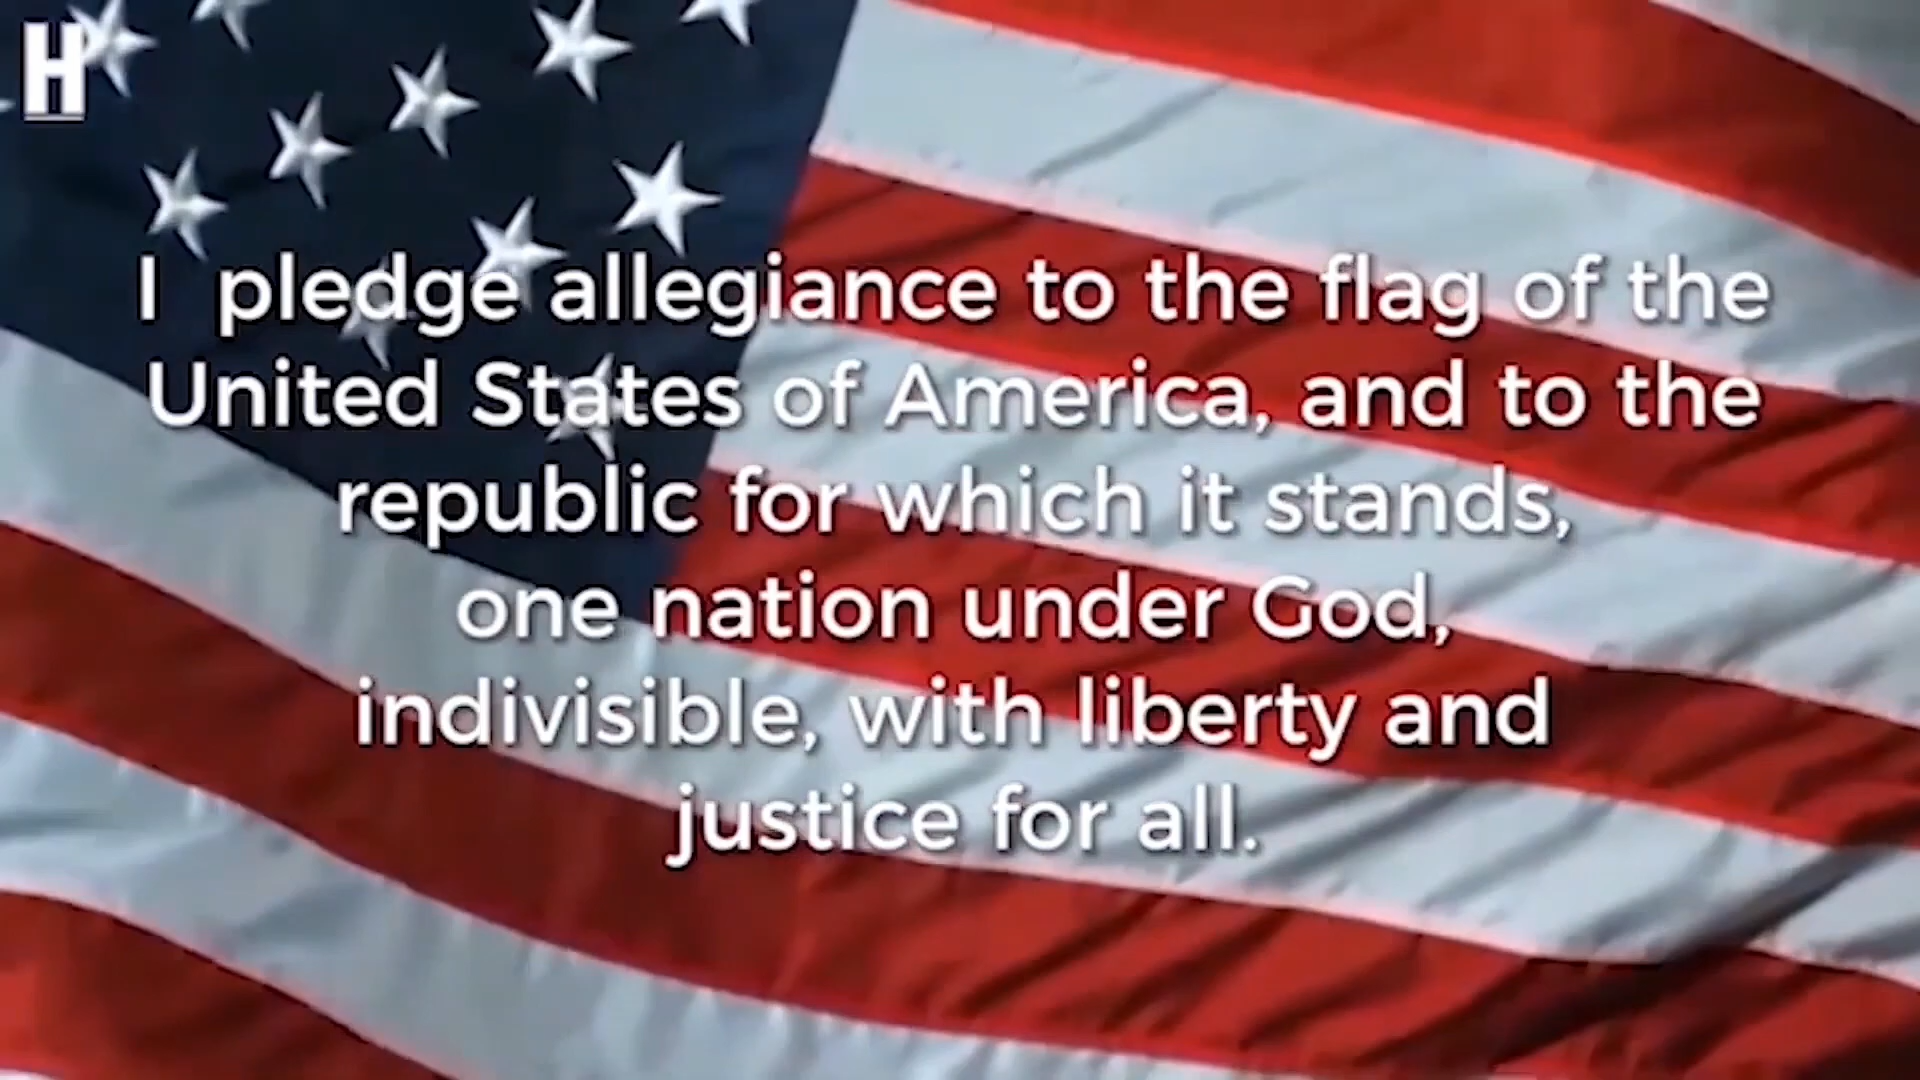 H
I pledge allegiance to the flag of the
United States of America, and to the
republic for which it stands,
one nation under God,
indivisible, with liberty and
justice for all.